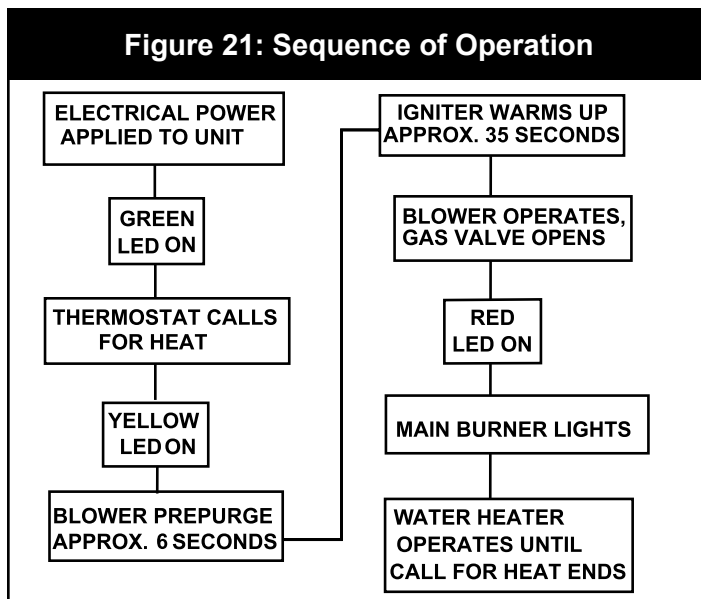 Figure 21: Sequence of Operation
ELECTRICAL POWER
APPLIED TO UNIT
GREEN
LED ON
THERMOSTAT CALLS
FOR HEAT
YELLOW
LED ON
BLOWER PREPURGE
APPROX. 6 SECONDS
IGNITER WARMS UP
APPROX. 35 SECONDS
BLOWER OPERATES,
GAS VALVE OPENS
RED
LED ON
MAIN BURNER LIGHTS
WATER HEATER
OPERATES UNTIL
CALL FOR HEAT ENDS